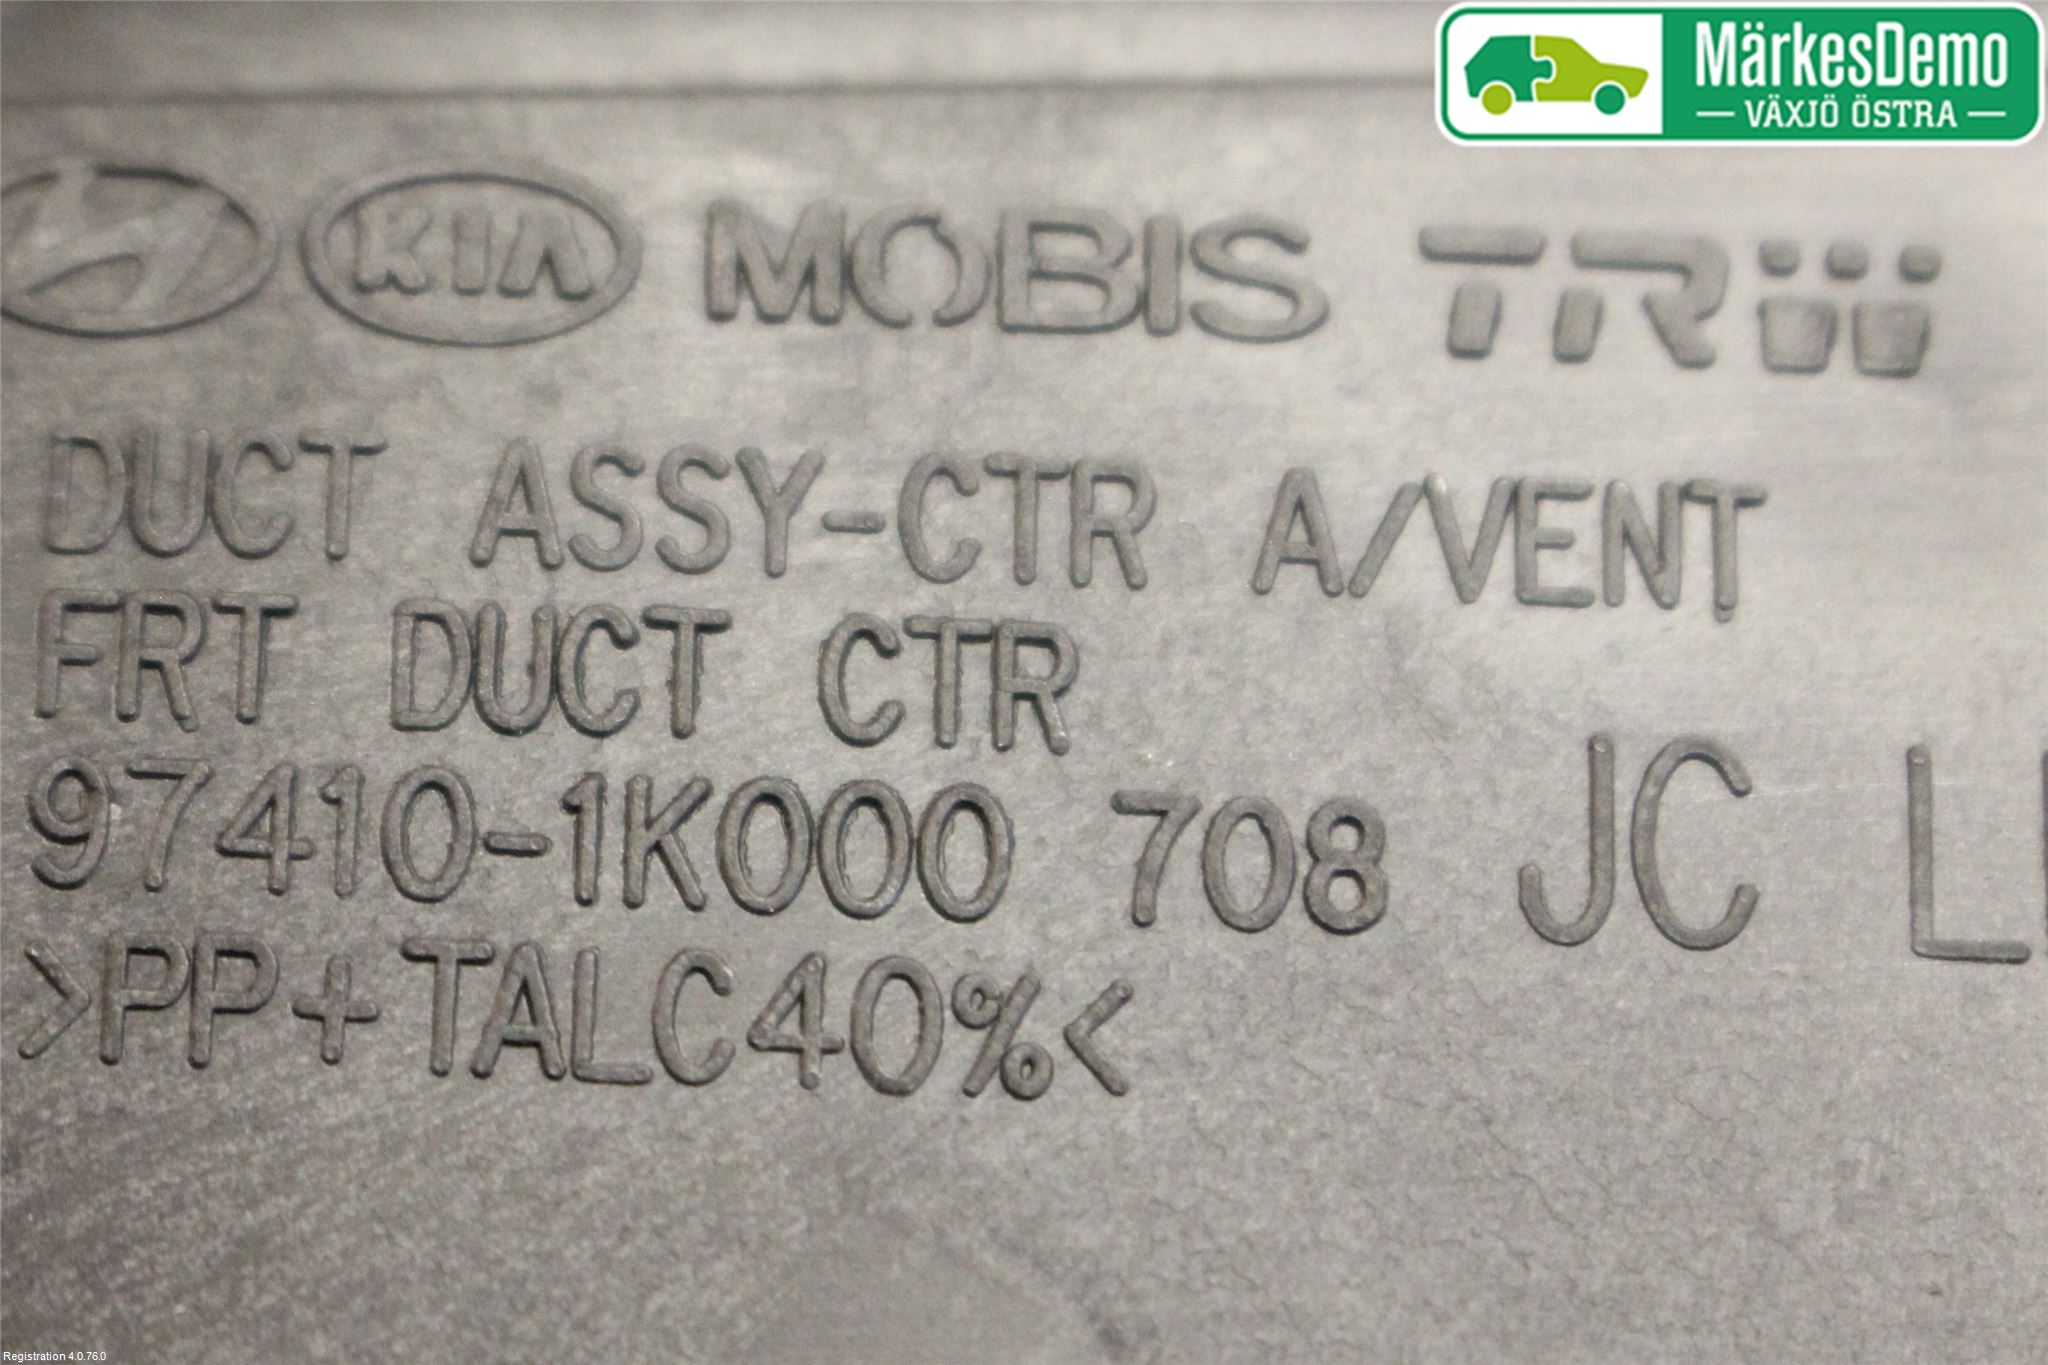 MärkesDemo
VÄXJÖ ÖSTRA
KIA MOBIS TRW
DUCT ASSY-CTR A/VENT
FRT DUCT CTR
97410-1K000 708 JC
>PP+TALC40%<
Registration 4.0.76.0